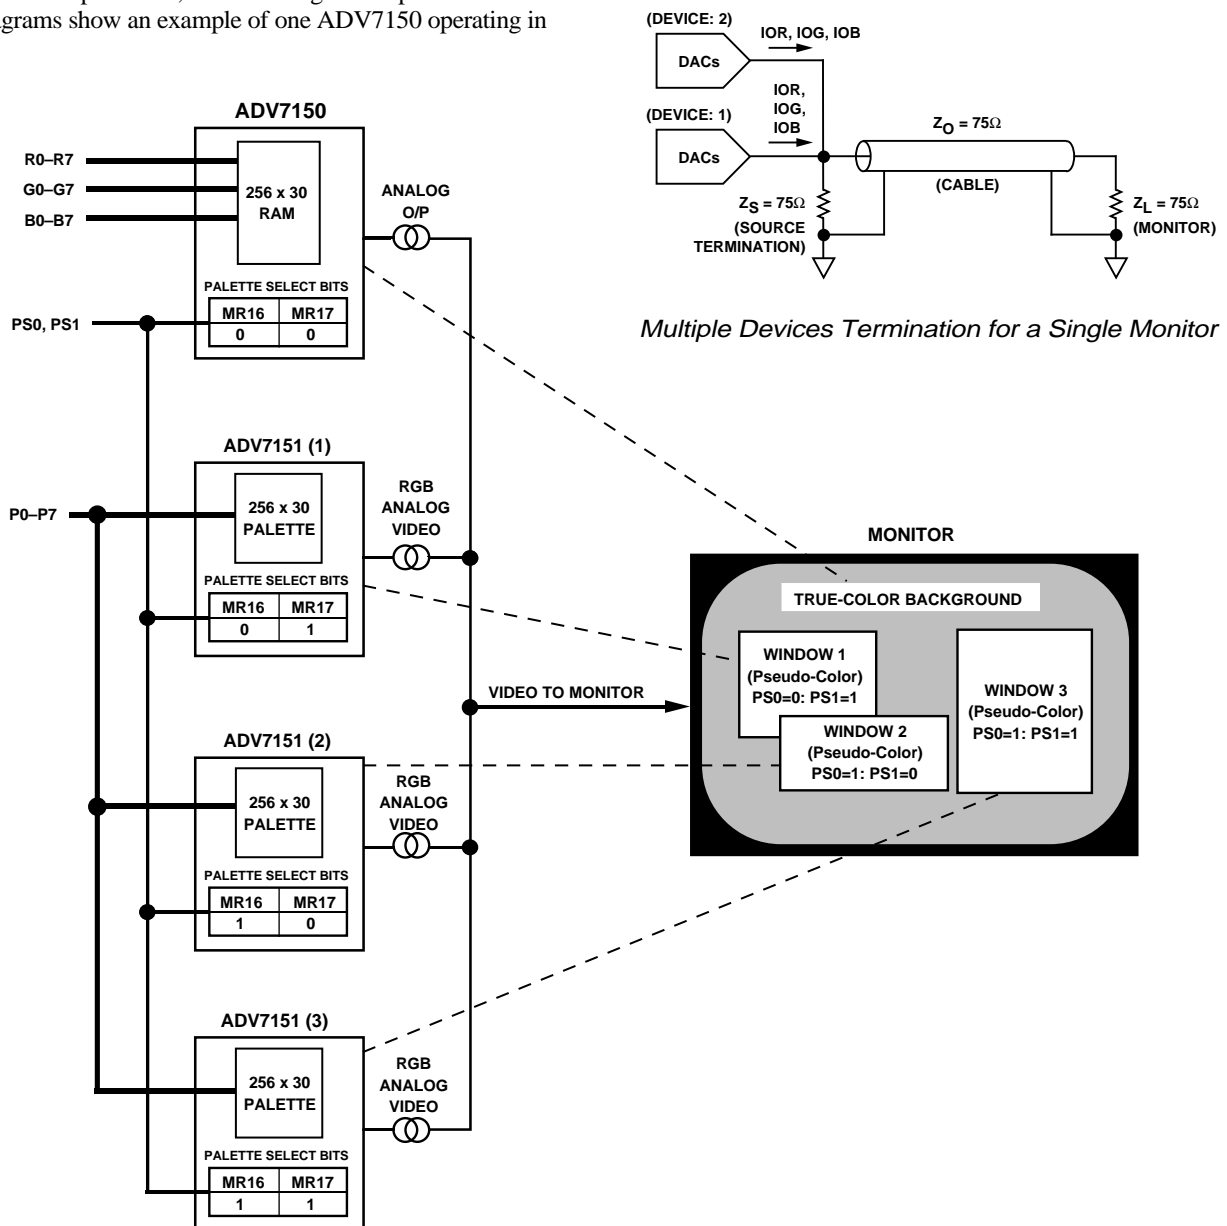 agrams show an example of one ADV7150 operating in
(DEVICE: 2)
IOR, IOG, IOB
DACs
IOR,
IOG,
IOB
(DEVICE: 1)
DACs
ZO = 75Ω
(CABLE)
ZS = 75Ω
(SOURCE
TERMINATION)
ZL = 75Ω
(MONITOR)
Multiple Devices Termination for a Single Monitor
ADV7150
R0–R7
G0–G7
B0–B7
256 x 30
RAM
ANALOG
O/P
PALETTE SELECT BITS
MR16 MR17
0 0
PS0, PS1
ADV7151 (1)
P0–P7
256 x 30
PALETTE
RGB
ANALOG
VIDEO
PALETTE SELECT BITS
MR16 MR17
0 1
ADV7151 (2)
256 x 30
PALETTE
RGB
ANALOG
VIDEO
PALETTE SELECT BITS
MR16 MR17
1 0
ADV7151 (3)
256 x 30
PALETTE
RGB
ANALOG
VIDEO
PALETTE SELECT BITS
MR16 MR17
1 1
VIDEO TO MONITOR
MONITOR
TRUE-COLOR BACKGROUND
WINDOW 1
(Pseudo-Color)
PS0=0: PS1=1
WINDOW 2
(Pseudo-Color)
PS0=1: PS1=0
WINDOW 3
(Pseudo-Color)
PS0=1: PS1=1